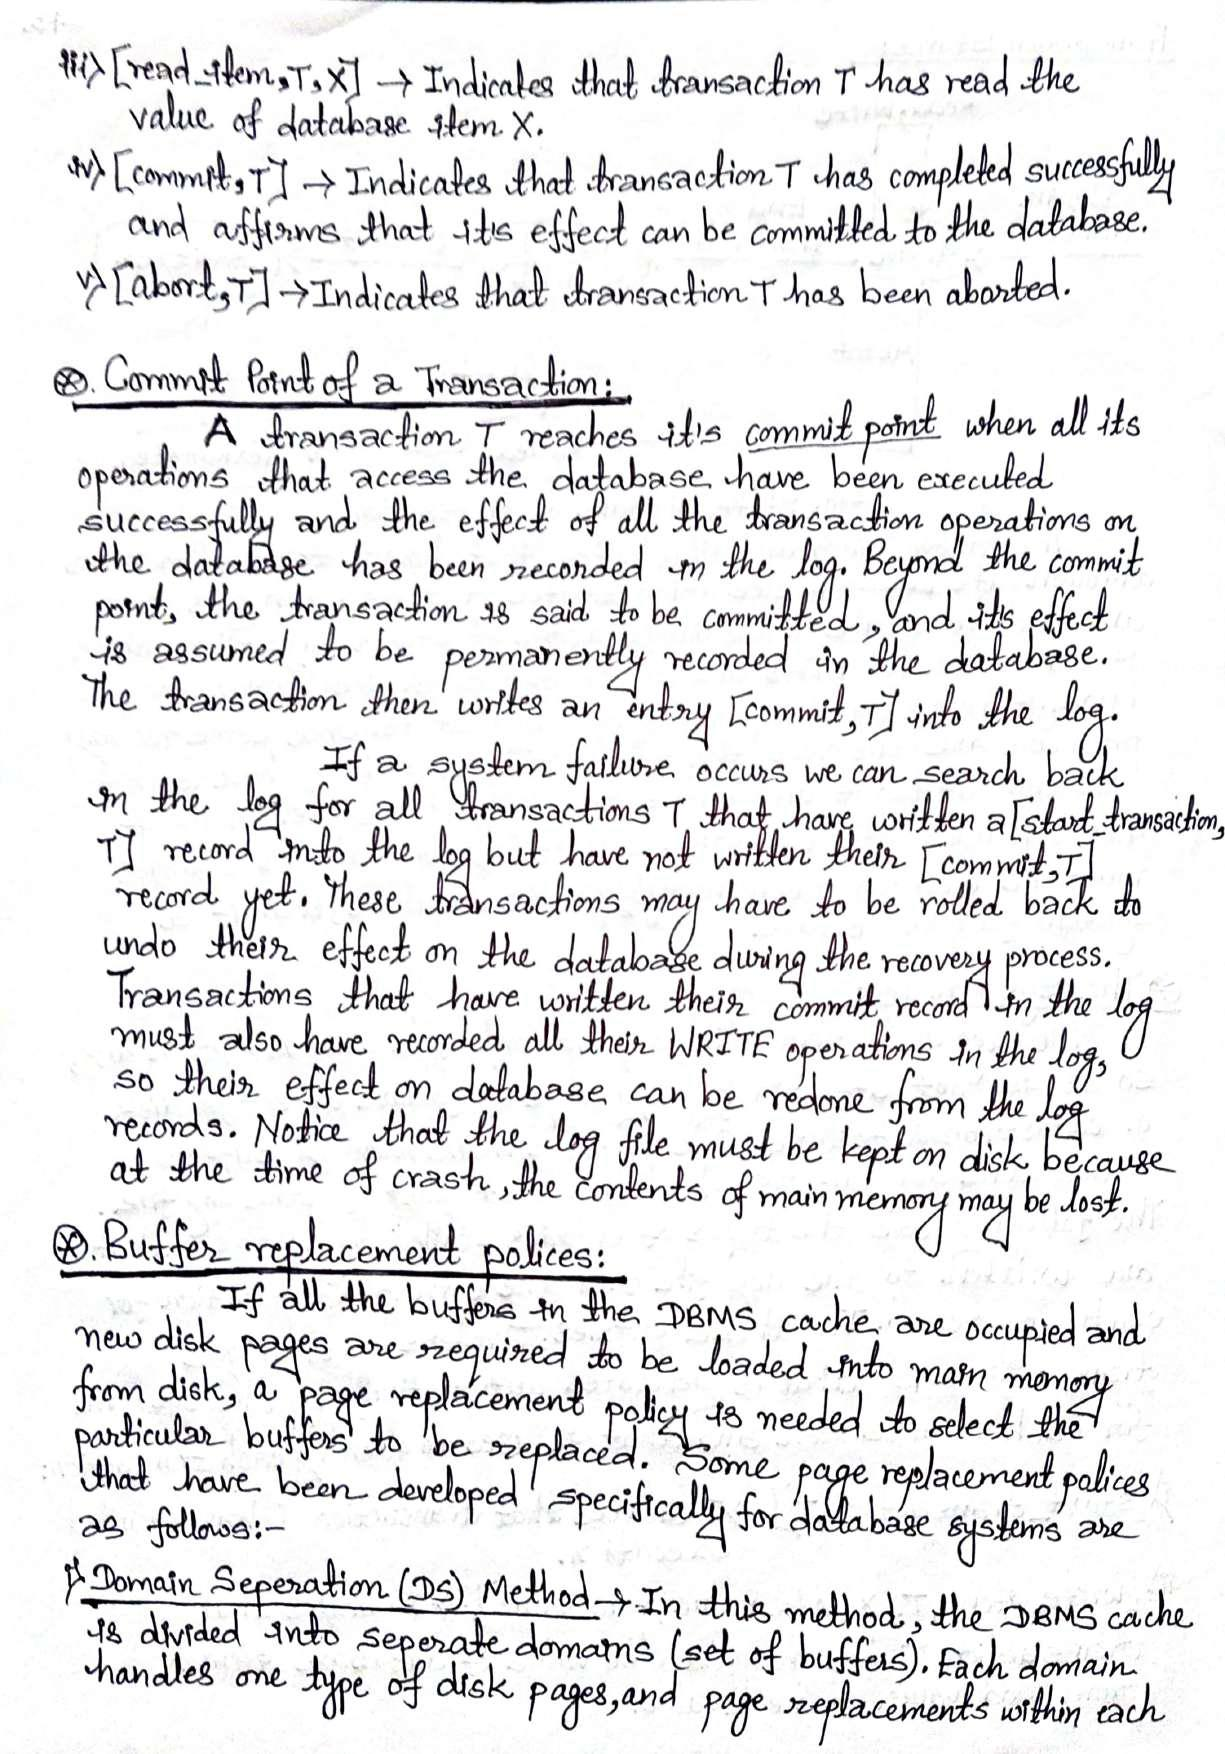 iii) [read_item, T, X] → Indicates that transaction T has read the
value of database item X.
iv) [commit, T] → Indicates that transaction T has completed successfully
and affirms that it's effect can be committed to the database.
v) [abort, T] → Indicates that transaction T has been aborted.
⊗. Commit Point of a Transaction:
A transaction T reaches it's commit point when all its
operations that access the database have been executed
successfully and the effect of all the transaction operations on
the database has been recorded in the log. Beyond the commit
point, the transaction is said to be committed, and it's effect
is assumed to be permanently recorded in the database.
The transaction then writes an entry [commit, T] into the log.
If a system failure occurs we can search back
in the log for all transactions T that have written a [start_transaction,
T] record into the log but have not written their [commit, T]
record yet. These transactions may have to be rolled back to
undo their effect on the database during the recovery process.
Transactions that have written their commit record in the log
must also have recorded all their WRITE operations in the log,
so their effect on database can be redone from the log
records. Notice that the log file must be kept on disk because
at the time of crash, the contents of main memory may be lost.
⊗. Buffer replacement polices:
If all the buffers in the DBMS cache are occupied and
new disk pages are required to be loaded into main momory
from disk, a page replacement policy is needed to select the
particular buffers to be replaced. Some page replacement polices
that have been developed specifically for database systems are
as follows:-
i) Domain Seperation (DS) Method → In this method, the DBMS cache
is divided into seperate domains (set of buffers). Each domain
handles one type of disk pages, and page replacements within each